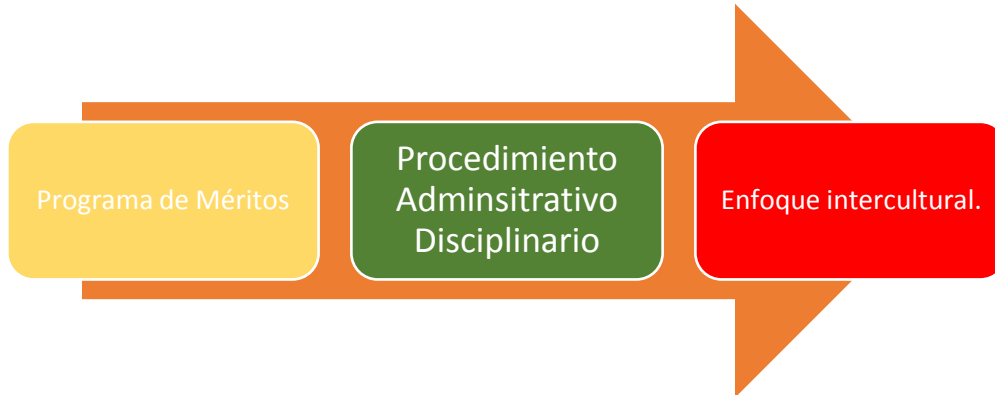 Programa de Méritos
Procedimiento
Adminsitrativo
Disciplinario
Enfoque intercultural.